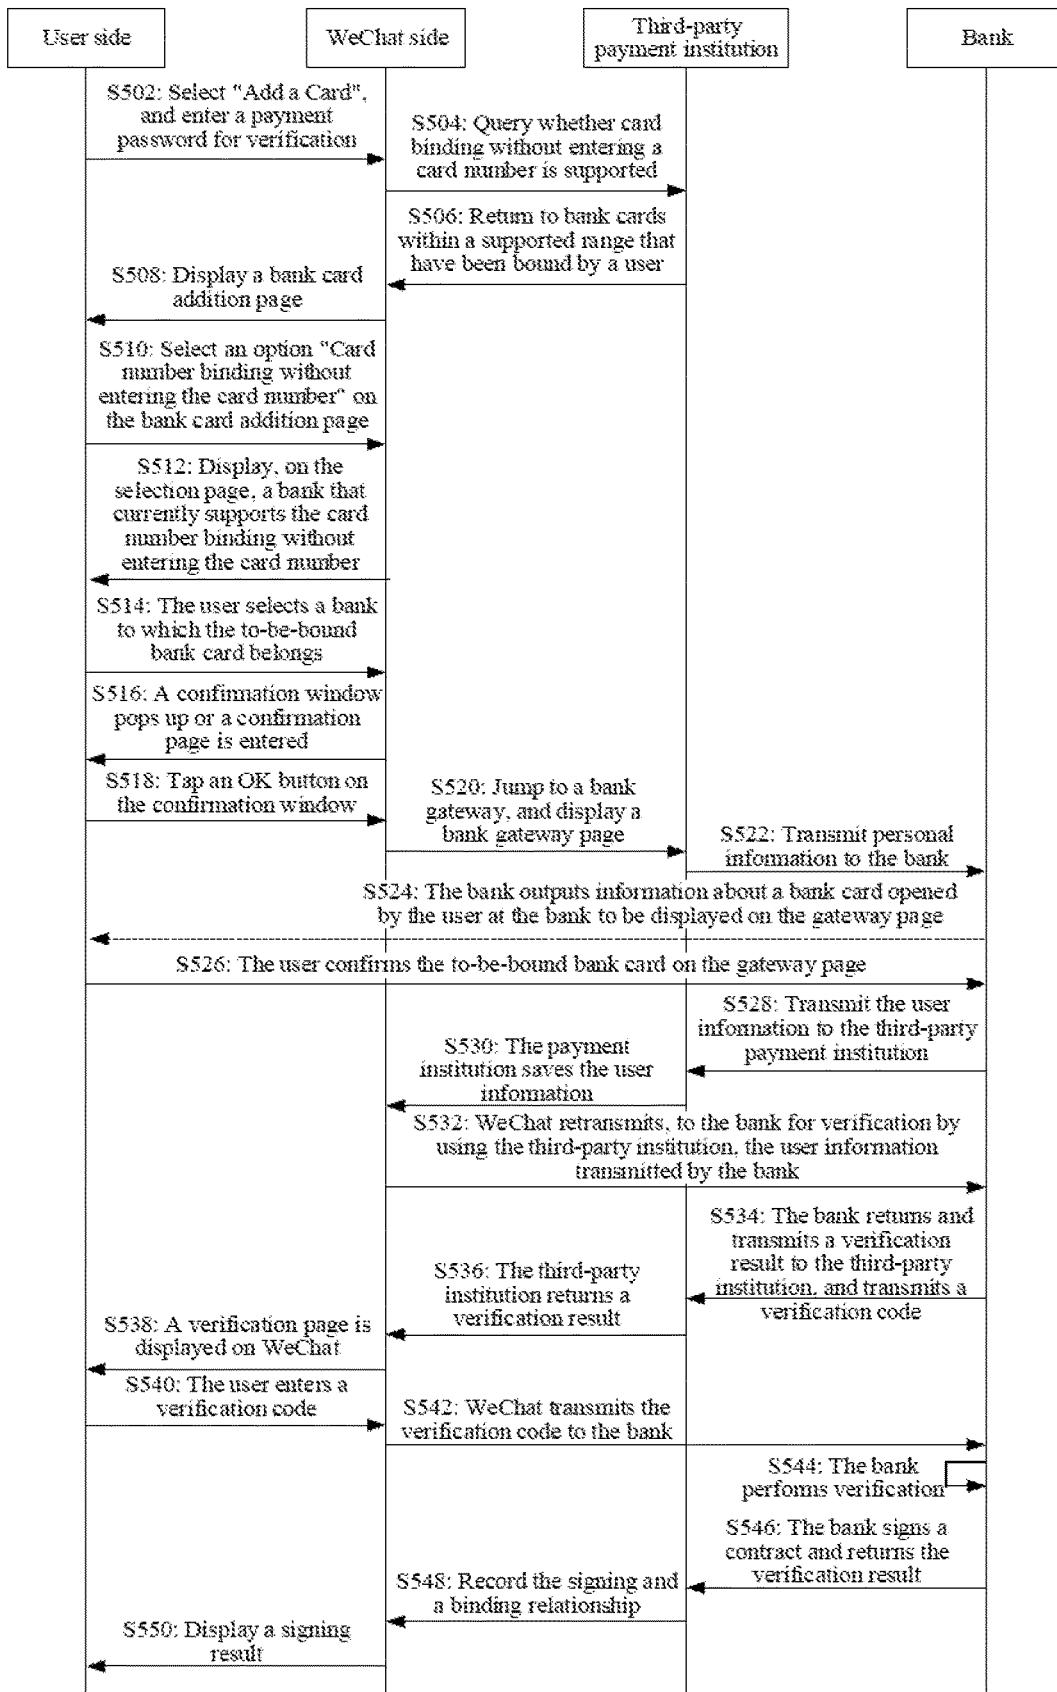 User side
WeChat side
Third-party
payment institution
Bank
S502: Select "Add a Card",
and enter a payment
password for verification
S504: Query whether card
binding without entering a
card number is supported
S506: Return to bank cards
within a supported range that
have been bound by a user
S508: Display a bank card
addition page
S510: Select an option "Card
number binding without
entering the card number" on
the bank card addition page
S512: Display, on the
selection page, a bank that
currently supports the card
number binding without
entering the card number
S514: The user selects a bank
to which the to-be-bound
bank card belongs
S516: A confirmation window
pops up or a confirmation
page is entered
S518: Tap an OK button on
the confirmation window
S520: Jump to a bank
gateway, and display a
bank gateway page
S522: Transmit personal
information to the bank
S524: The bank outputs information about a bank card opened
by the user at the bank to be displayed on the gateway page
S526: The user confirms the to-be-bound bank card on the gateway page
S528: Transmit the user
information to the third-party
payment institution
S530: The payment
institution saves the user
information
S532: WeChat retransmits, to the bank for verification by
using the third-party institution, the user information
transmitted by the bank
S534: The bank returns and
transmits a verification
result to the third-party
institution, and transmits a
verification code
S536: The third-party
institution returns a
verification result
S538: A verification page is
displayed on WeChat
S540: The user enters a
verification code
S542: WeChat transmits the
verification code to the bank
S544: The bank
performs verification
S546: The bank signs a
contract and returns the
verification result
S548: Record the signing and
a binding relationship
S550: Display a signing
result